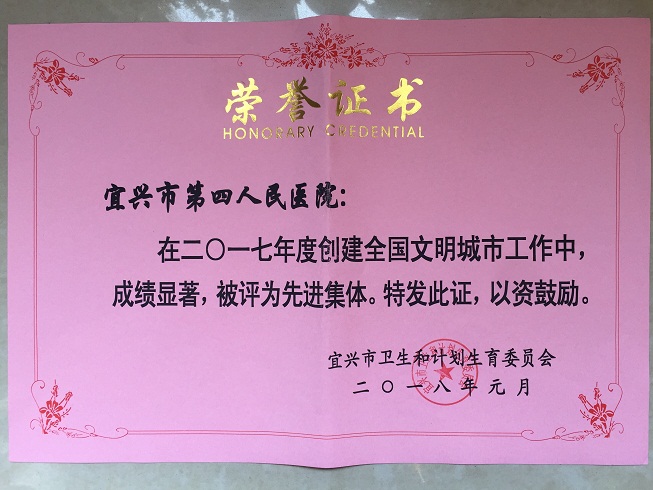 荣誉证书
HONORARY CREDENTIAL
宜兴市第四人民医院：
在二〇一七年度创建全国文明城市工作中，
成绩显著，被评为先进集体。特发此证，以资鼓励。
宜兴市卫生和计划生育委员会
二〇一八年元月